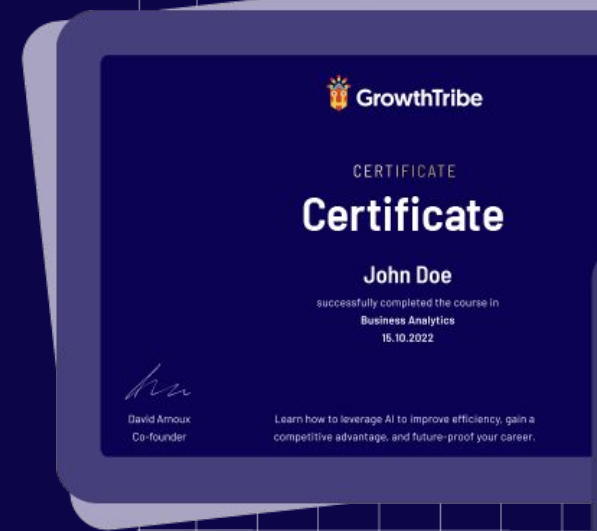 GrowthTribe
CERTIFICATE
Certificate
John Doe
successfully completed the course in
Business Analytics
15.10.2022
David Arnoux
Co-founder
Learn how to leverage AI to improve efficiency, gain a
competitive advantage, and future-proof your career.